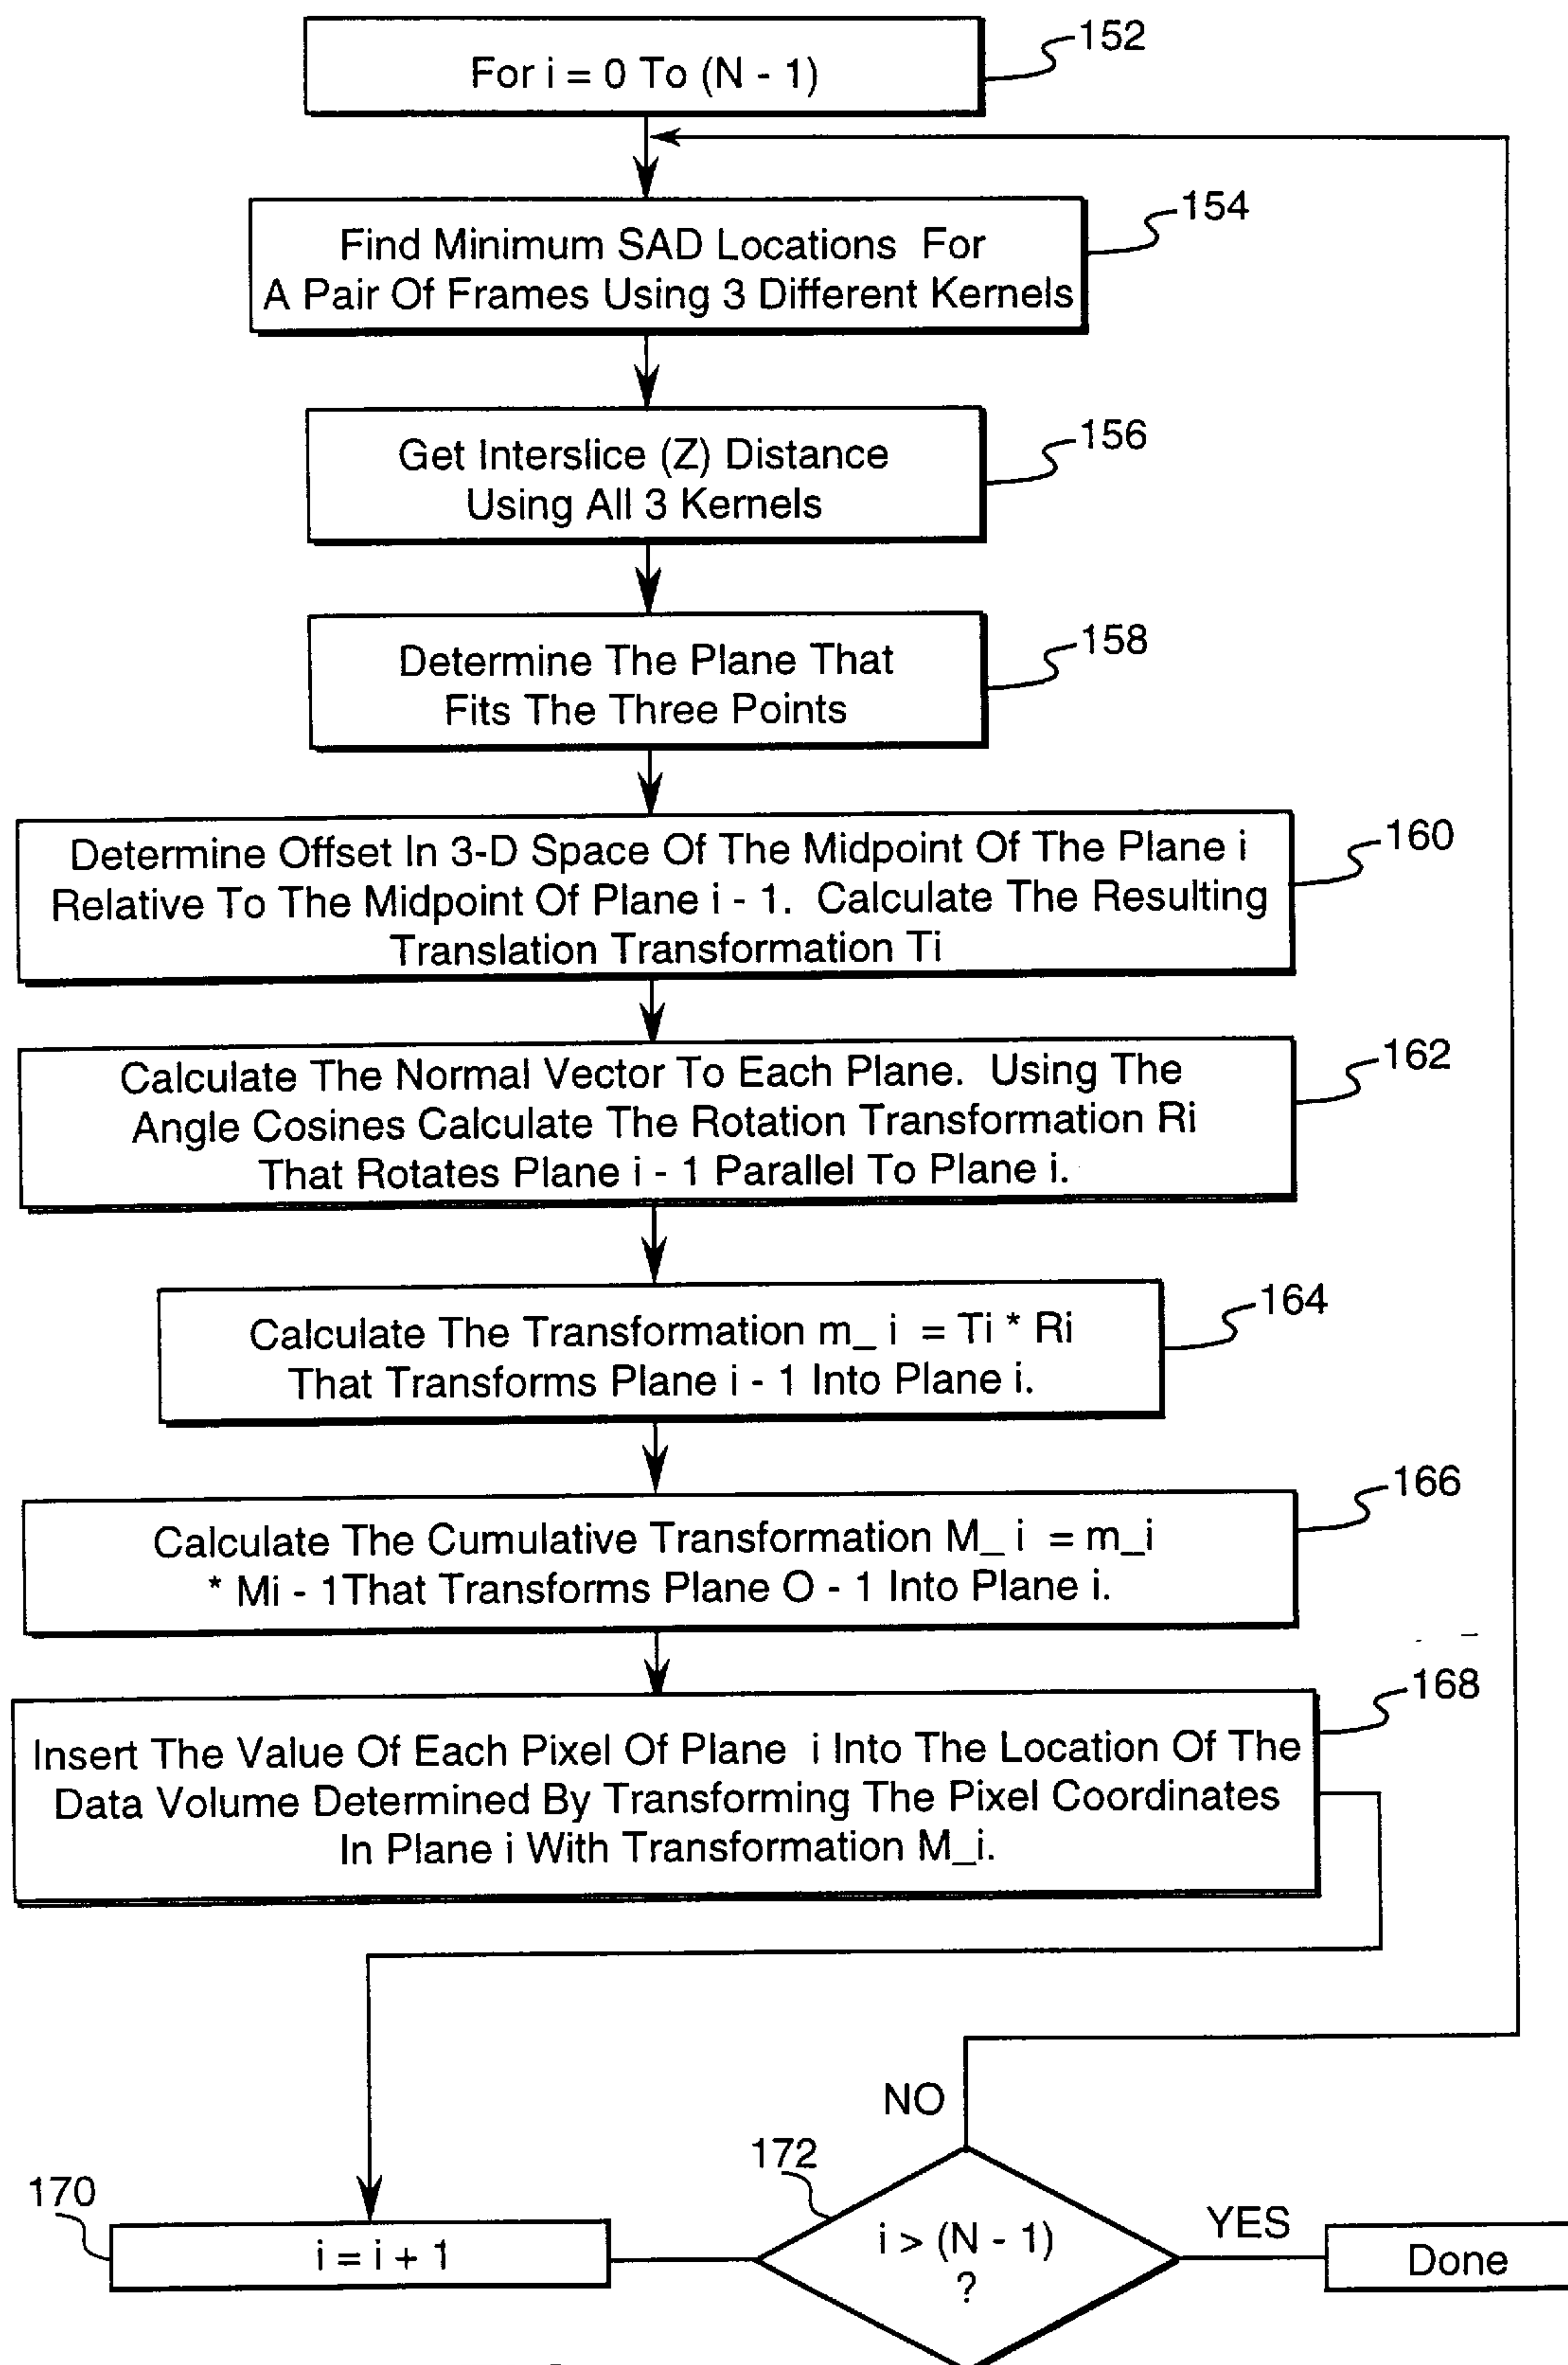 For i = 0 To (N - 1)
152
Find Minimum SAD Locations For
A Pair Of Frames Using 3 Different Kernels
154
Get Interslice (Z) Distance
Using All 3 Kernels
156
Determine The Plane That
Fits The Three Points
158
Determine Offset In 3-D Space Of The Midpoint Of The Plane i
Relative To The Midpoint Of Plane i - 1. Calculate The Resulting
Translation Transformation Ti
160
Calculate The Normal Vector To Each Plane. Using The
Angle Cosines Calculate The Rotation Transformation Ri
That Rotates Plane i - 1 Parallel To Plane i.
162
Calculate The Transformation m_ i = Ti * Ri
That Transforms Plane i - 1 Into Plane i.
164
Calculate The Cumulative Transformation M_ i = m_i
* Mi - 1That Transforms Plane O - 1 Into Plane i.
166
Insert The Value Of Each Pixel Of Plane i Into The Location Of The
Data Volume Determined By Transforming The Pixel Coordinates
In Plane i With Transformation M_i.
168
NO
172
170
i = i + 1
i > (N - 1)
?
YES
Done